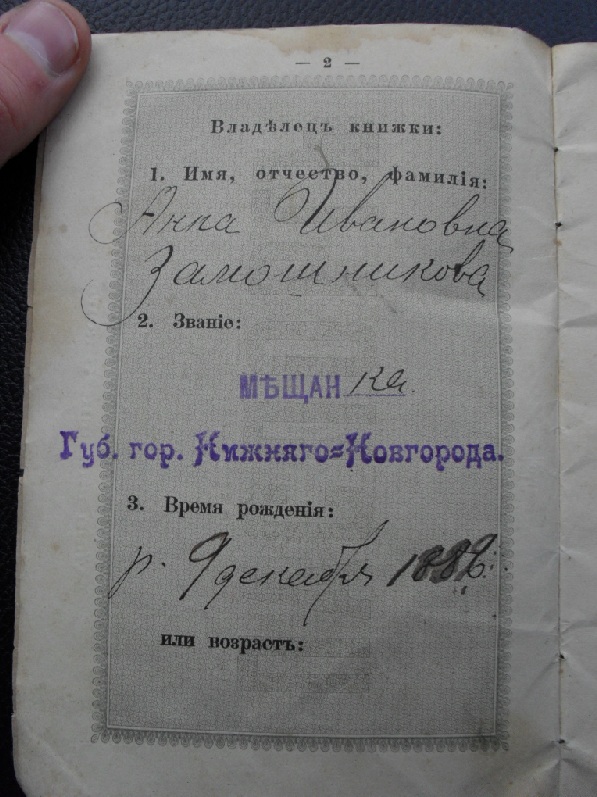 — 2 —
Владѣлецъ книжки:
1. Имя, отчество, фамилія:
Анна Ивановна
Замошникова
2. Званіе:
МѢЩАНка.
Губ. гор. Нижняго=Новгорода.
3. Время рожденія:
р. 9 декабря
или возрастъ: